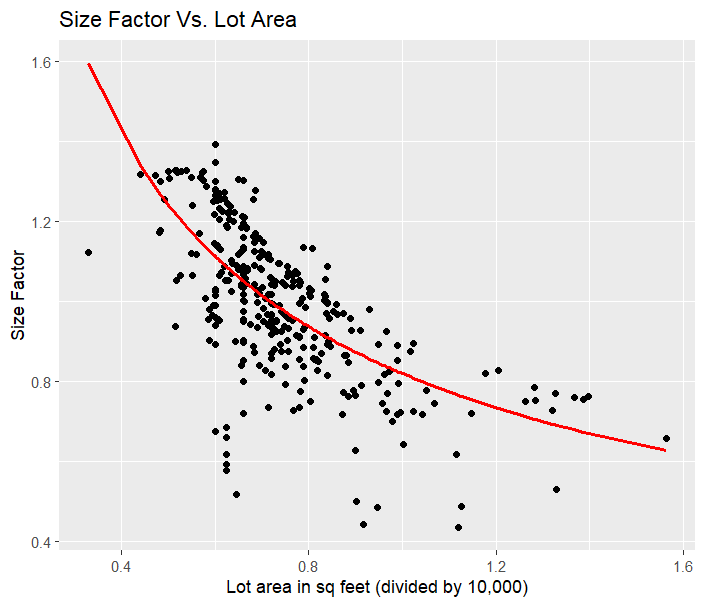 Size Factor Vs. Lot Area
1.6
1.2
0.8
0.4
Size Factor
0.4 0.8 1.2 1.6
Lot area in sq feet (divided by 10,000)